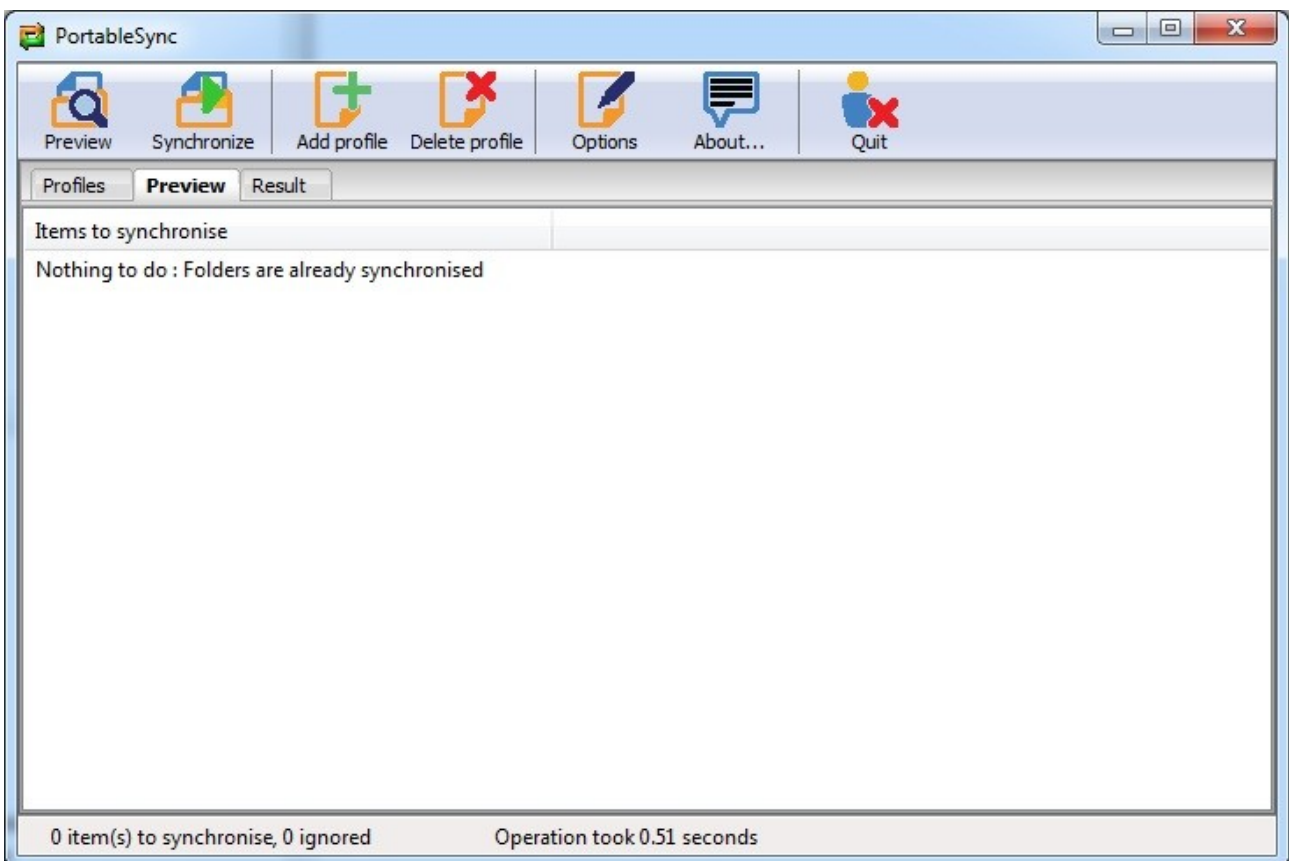 PortableSync
Preview Synchronize Add profile Delete profile Options About... Quit
Profiles Preview Result
Items to synchronise
Nothing to do : Folders are already synchronised
0 item(s) to synchronise, 0 ignored Operation took 0.51 seconds